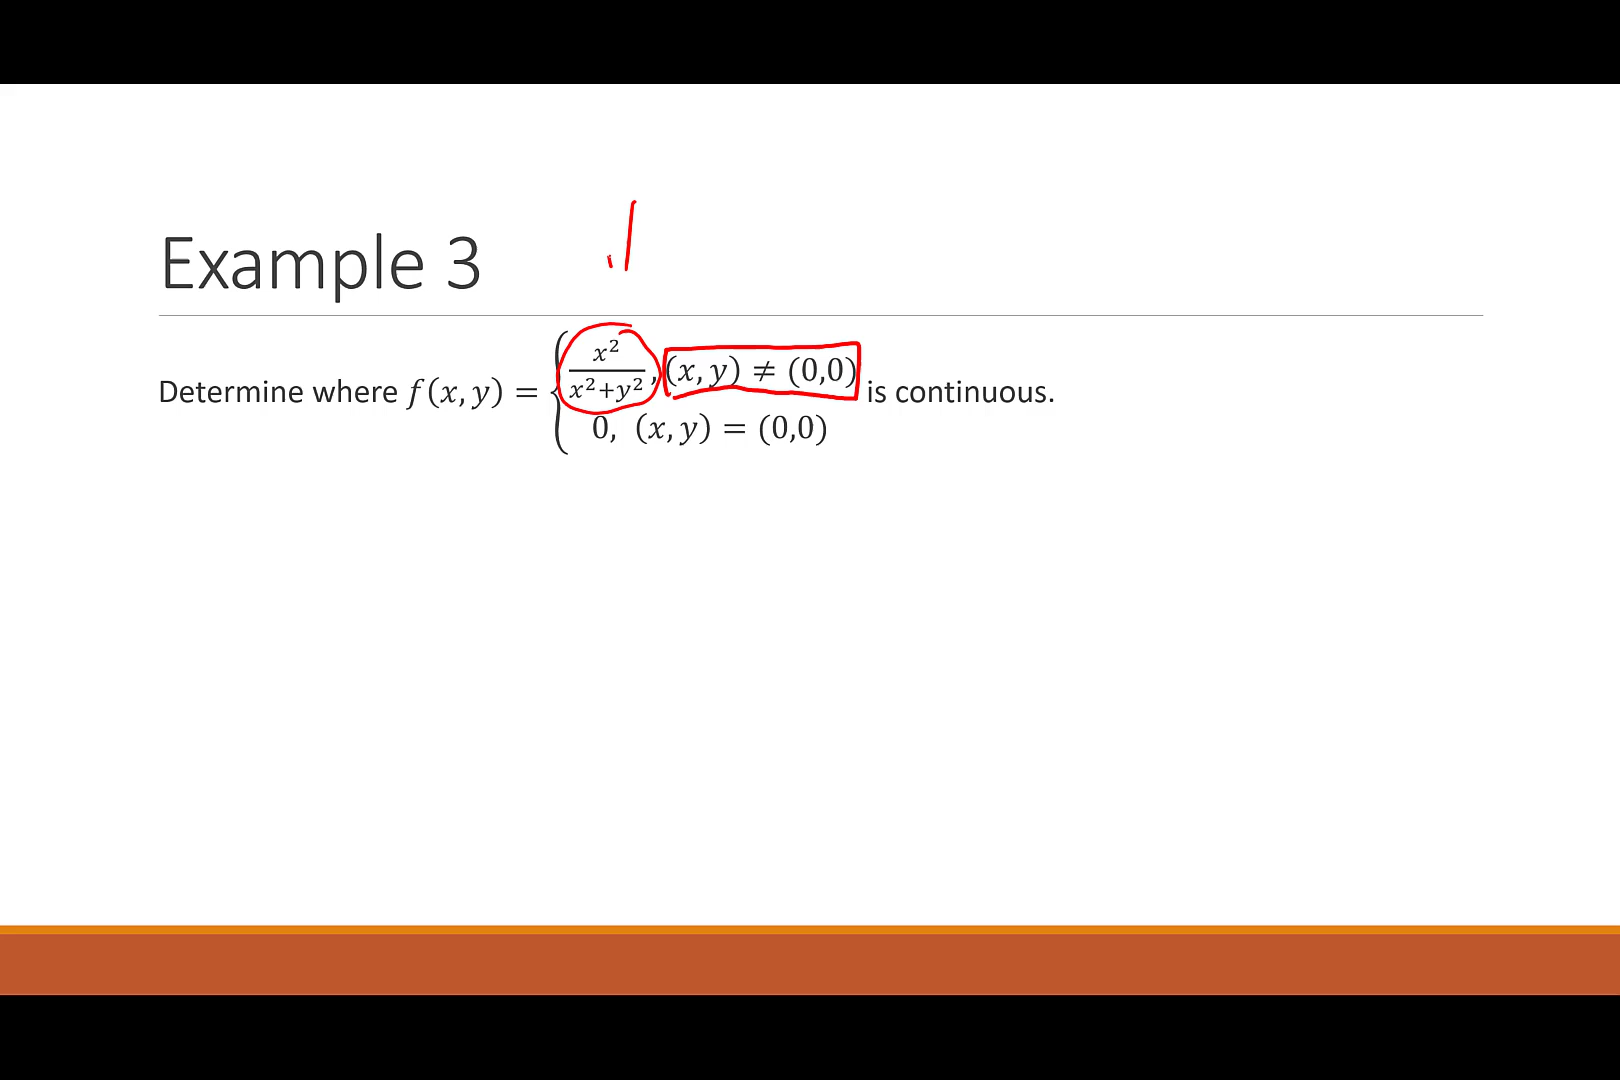 Example 3
Determine where f(x, y) = { x²/(x²+y²), (x, y) ≠ (0,0) is continuous.
0, (x, y) = (0,0)